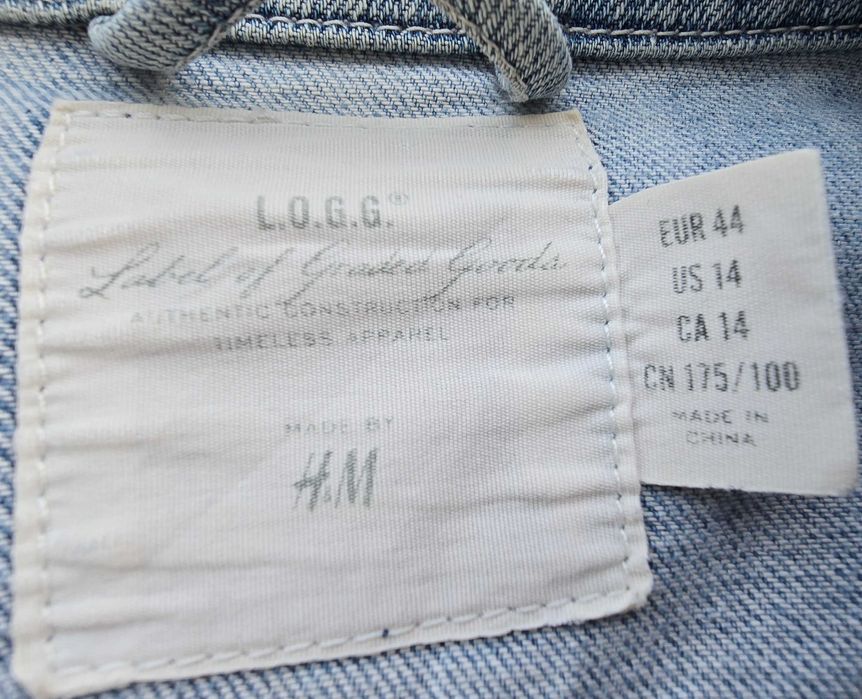 L.O.G.G.®
Label of Graded Goods
AUTHENTIC CONSTRUCTION FOR
TIMELESS APPAREL
MADE BY
H&M
EUR 44
US 14
CA 14
CN 175/100
MADE IN
CHINA